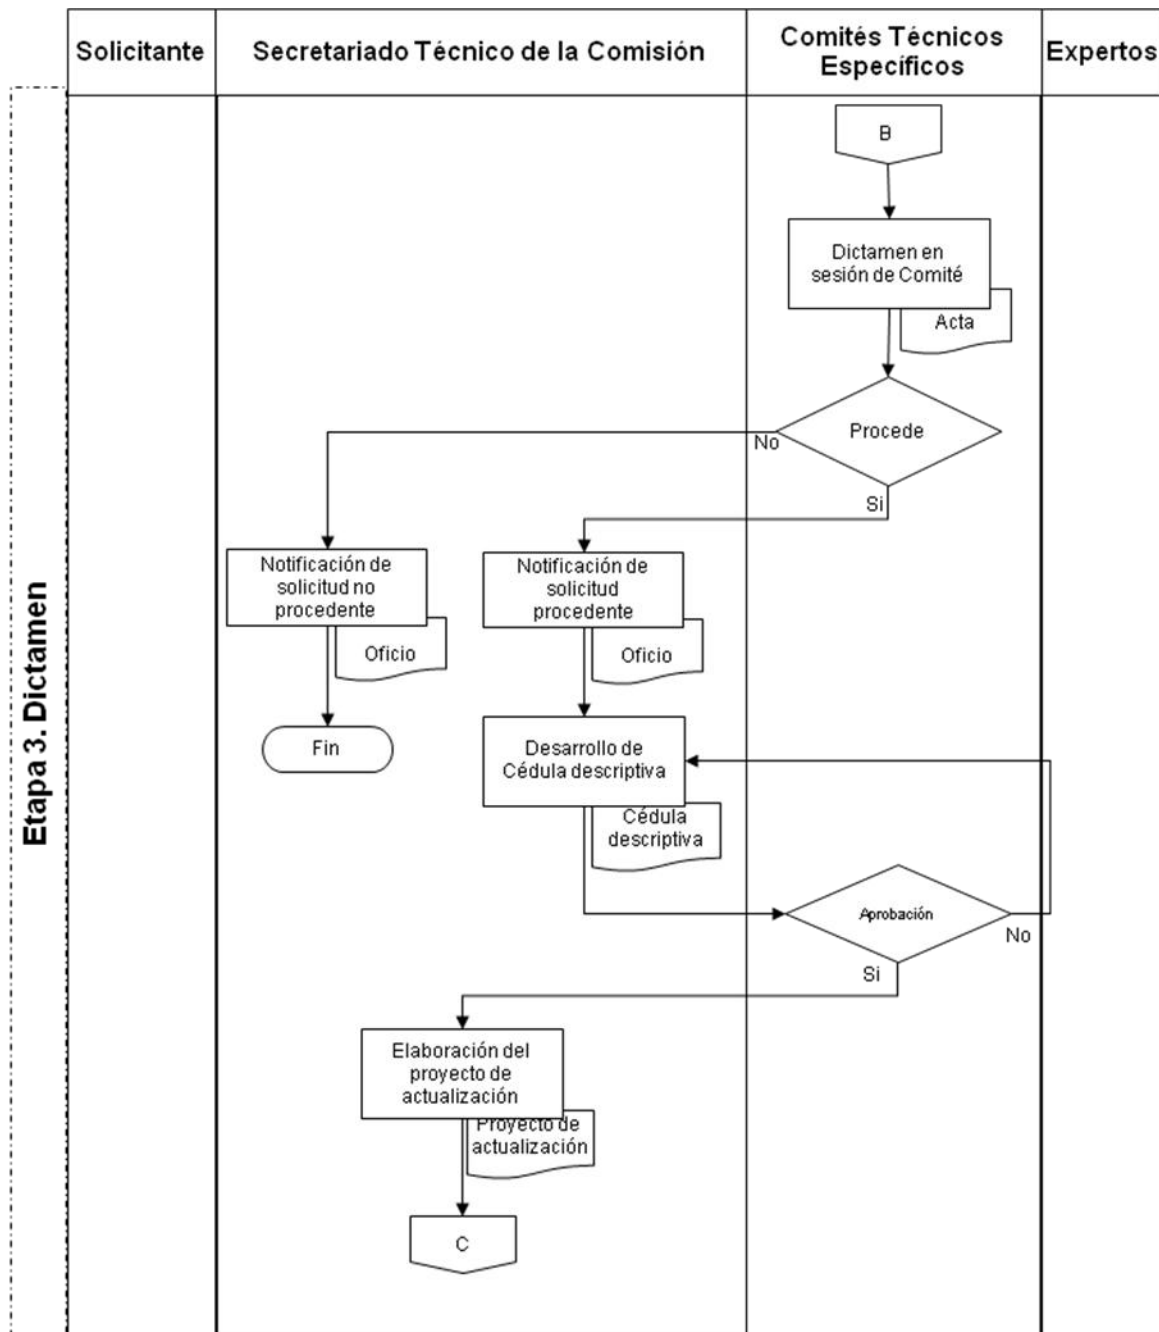 Solicitante
Secretariado Técnico de la Comisión
Comités Técnicos
Específicos
Expertos
Etapa 3. Dictamen
B
Dictamen en
sesión de Comité
Acta
Procede
No
Si
Notificación de
solicitud no
procedente
Oficio
Notificación de
solicitud
procedente
Oficio
Fin
Desarrollo de
Cédula descriptiva
Cédula
descriptiva
Aprobación
No
Si
Elaboración del
proyecto de
actualización
Proyecto de
actualización
C